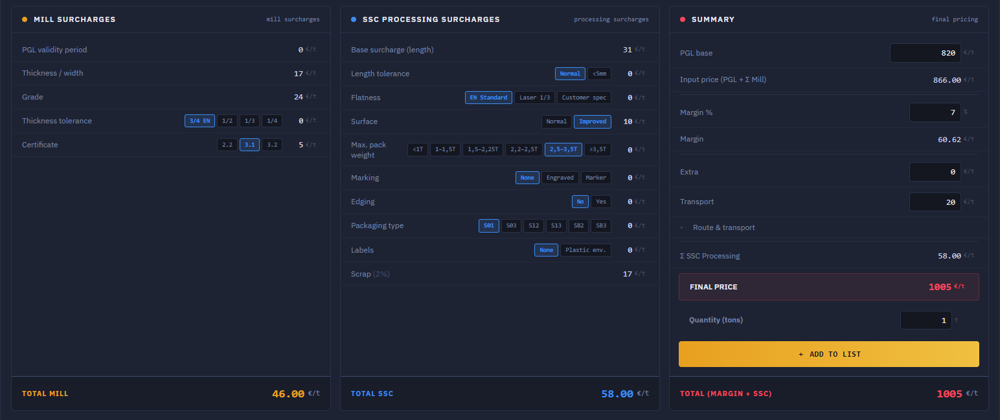 MILL SURCHARGES mill surcharges
PGL validity period 0 €/t
Thickness / width 17 €/t
Grade 24 €/t
Thickness tolerance 3/4 EN 1/2 1/3 1/4 0 €/t
Certificate 2.2 3.1 3.2 5 €/t
TOTAL MILL 46.00 €/t
SSC PROCESSING SURCHARGES processing surcharges
Base surcharge (length) 31 €/t
Length tolerance Normal <5mm 0 €/t
Flatness EN Standard Laser 1/3 Customer spec 0 €/t
Surface Normal Improved 10 €/t
Max. pack
weight <1T 1–1,5T 1,5–2,25T 2,2–2,5T 2,5–3,5T >3,5T 0 €/t
Marking None Engraved Marker 0 €/t
Edging No Yes 0 €/t
Packaging type S01 S03 S12 S13 SB2 SB3 0 €/t
Labels None Plastic env. 0 €/t
Scrap (2%) 17 €/t
TOTAL SSC 58.00 €/t
SUMMARY final pricing
PGL base 820 €/t
Input price (PGL + Σ Mill) 866.00 €/t
Margin % 7 %
Margin 60.62 €/t
Extra 0 €/t
Transport 20 €/t
Route & transport
Σ SSC Processing 58.00 €/t
FINAL PRICE 1005 €/t
Quantity (tons) 1 t
+ ADD TO LIST
TOTAL (MARGIN + SSC) 1005 €/t